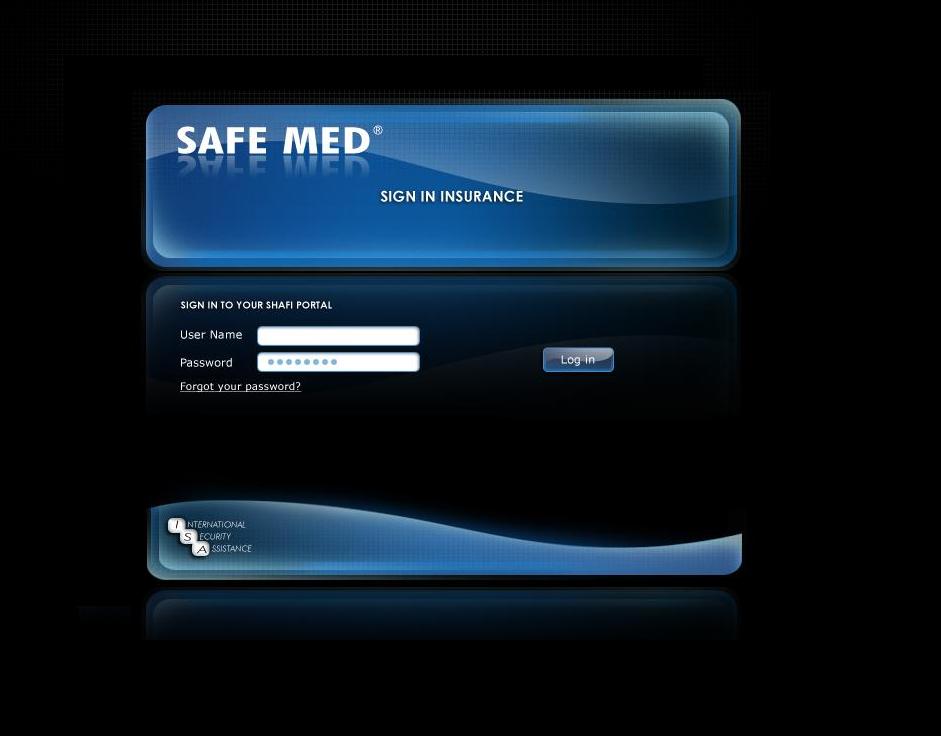 SAFE MED®
SIGN IN INSURANCE
SIGN IN TO YOUR SHAFI PORTAL
User Name
Password
Log in
Forgot your password?
INTERNATIONAL
SECURITY
ASSISTANCE